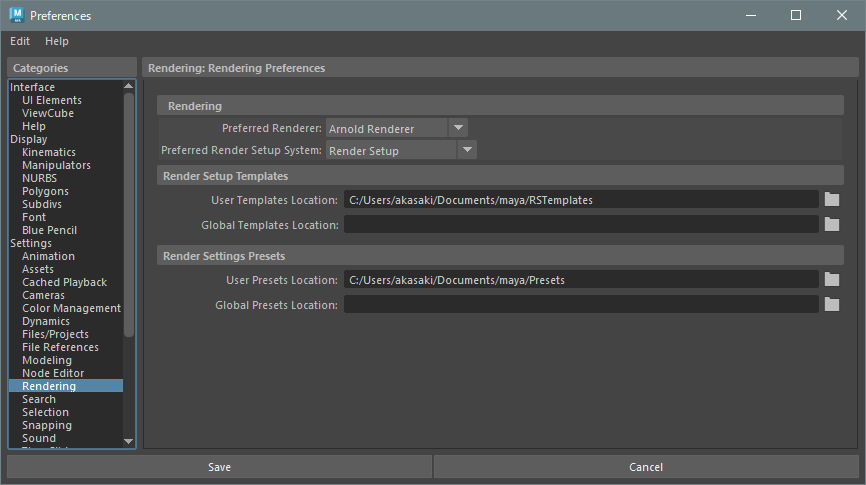 Preferences
Edit Help
Categories
Interface
UI Elements
ViewCube
Help
Display
Kinematics
Manipulators
NURBS
Polygons
Subdivs
Font
Blue Pencil
Settings
Animation
Assets
Cached Playback
Cameras
Color Management
Dynamics
Files/Projects
File References
Modeling
Node Editor
Rendering
Search
Selection
Snapping
Sound
Rendering: Rendering Preferences
Rendering
Preferred Renderer: Arnold Renderer
Preferred Render Setup System: Render Setup
Render Setup Templates
User Templates Location: C:/Users/akasaki/Documents/maya/RSTemplates
Global Templates Location:
Render Settings Presets
User Presets Location: C:/Users/akasaki/Documents/maya/Presets
Global Presets Location:
Save Cancel